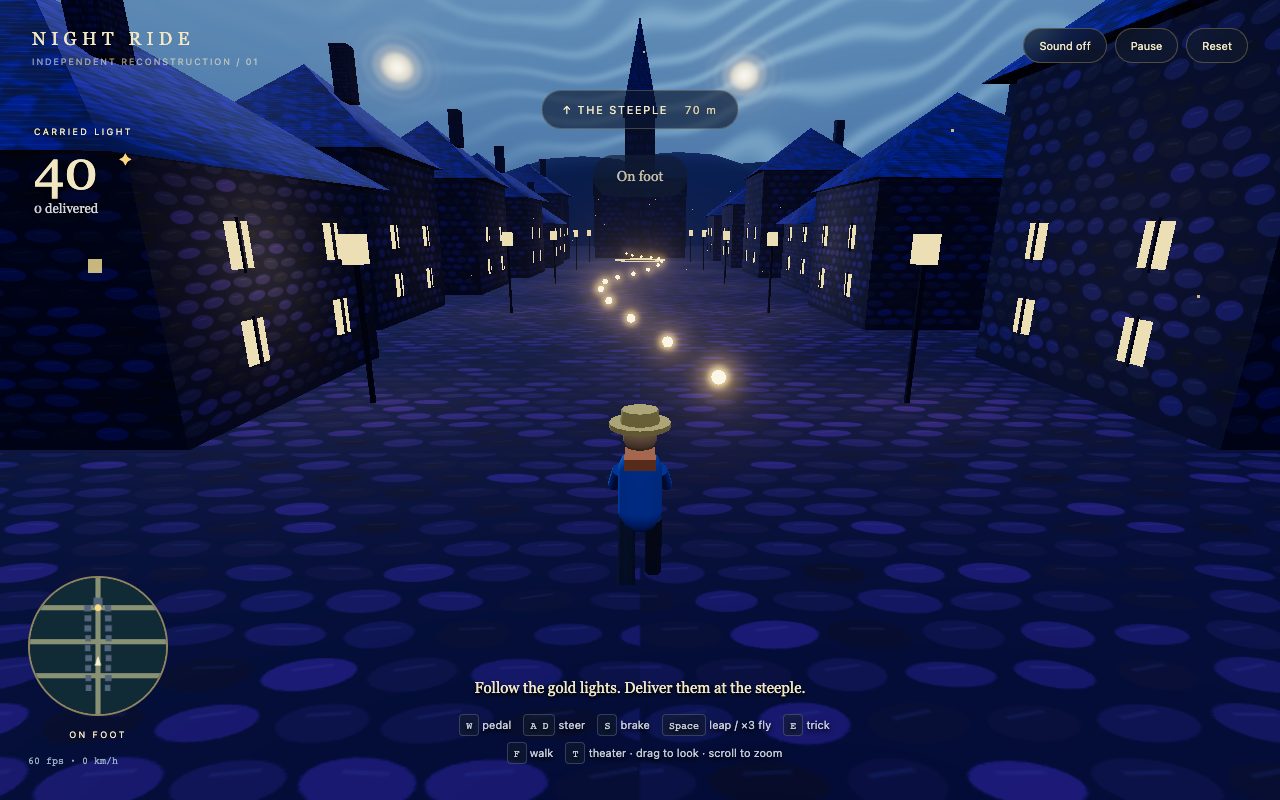 NIGHT RIDE
INDEPENDENT RECONSTRUCTION / 01
Sound off
Pause
Reset
↑ THE STEEPLE 70 m
CARRIED LIGHT
40
0 delivered
On foot
Follow the gold lights. Deliver them at the steeple.
W pedal A D steer S brake Space leap / ×3 fly E trick
F walk T theater · drag to look · scroll to zoom
ON FOOT
60 fps • 0 km/h